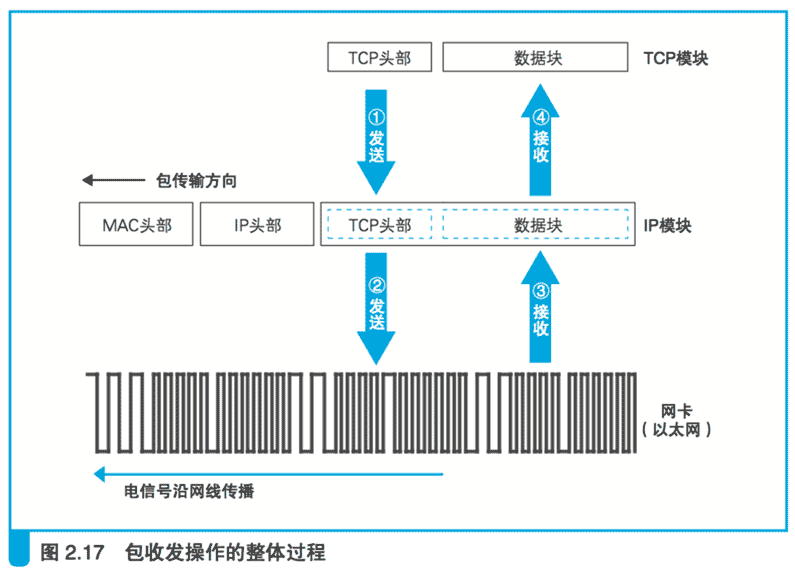 TCP头部 数据块 TCP模块
①发送 ④接收
包传输方向
MAC头部 IP头部 TCP头部 数据块 IP模块
②发送 ③接收
网卡
（以太网）
电信号沿网线传播
图 2.17 包收发操作的整体过程